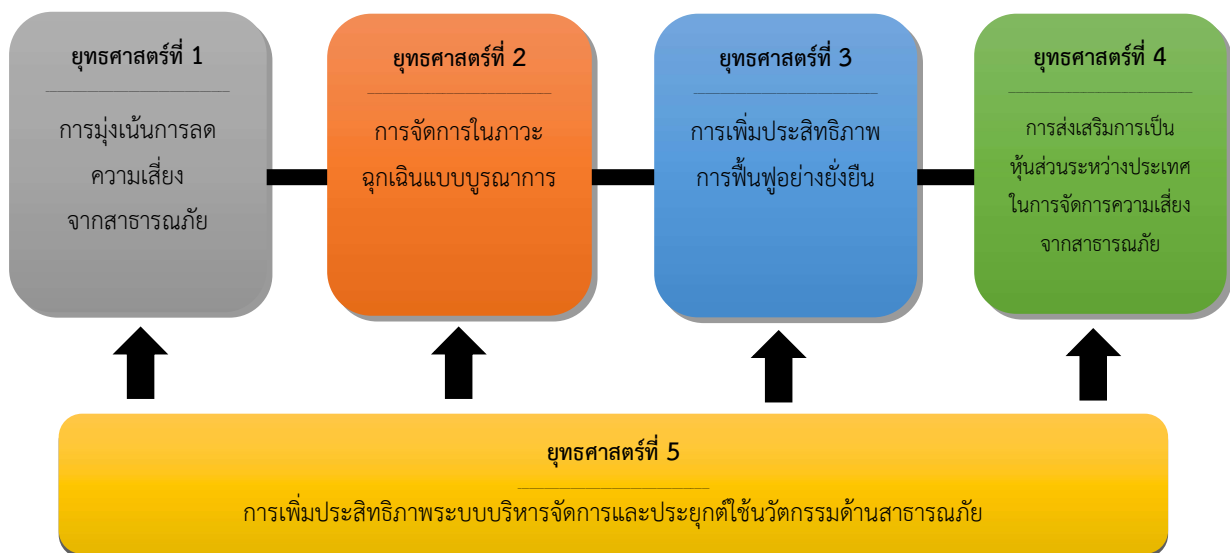 ยุทธศาสตร์ที่ 1
การมุ่งเน้นการลด
ความเสี่ยง
จากสาธารณภัย
ยุทธศาสตร์ที่ 2
การจัดการในภาวะ
ฉุกเฉินแบบบูรณาการ
ยุทธศาสตร์ที่ 3
การเพิ่มประสิทธิภาพ
การฟื้นฟูอย่างยั่งยืน
ยุทธศาสตร์ที่ 4
การส่งเสริมการเป็น
หุ้นส่วนระหว่างประเทศ
ในการจัดการความเสี่ยง
จากสาธารณภัย
ยุทธศาสตร์ที่ 5
การเพิ่มประสิทธิภาพระบบบริหารจัดการและประยุกต์ใช้นวัตกรรมด้านสาธารณภัย